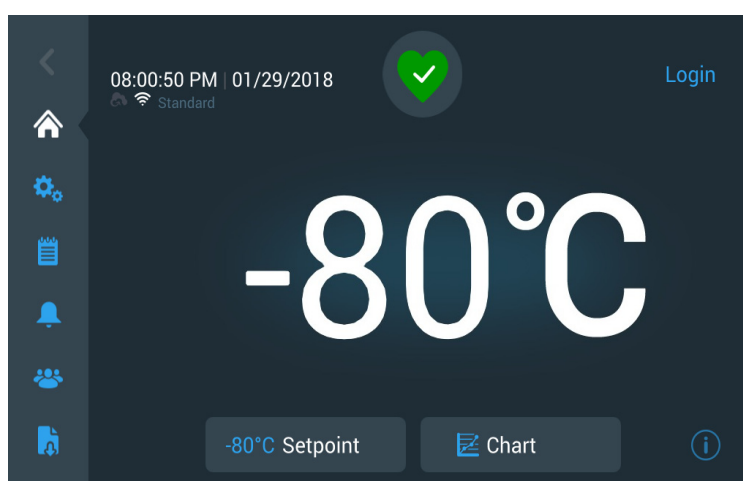 08:00:50 PM | 01/29/2018
Login
Standard
-80°C
-80°C Setpoint
Chart